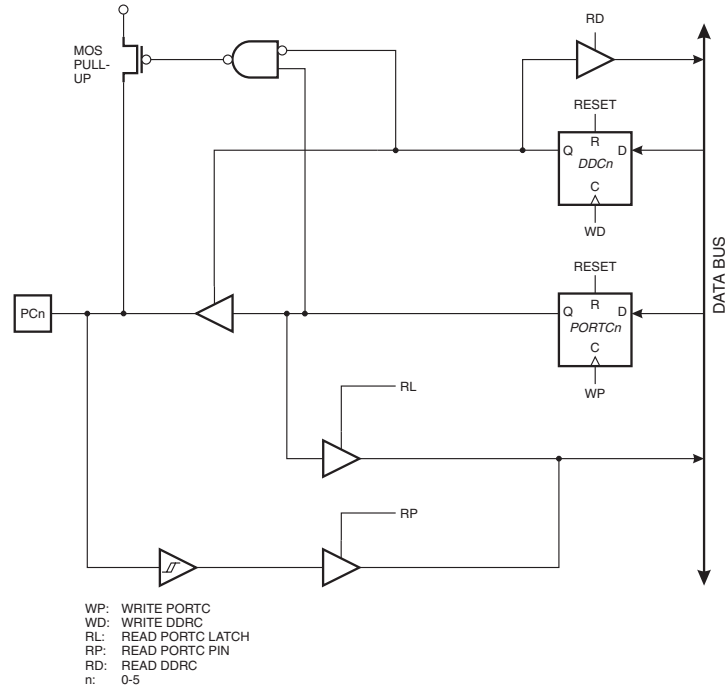 RD
MOS
PULL-
UP
RESET
R
Q
D
DDCn
C
WD
DATA BUS
RESET
PCn
R
Q
D
PORTCn
C
WP
RL
RP
WP: WRITE PORTC
WD: WRITE DDRC
RL: READ PORTC LATCH
RP: READ PORTC PIN
RD: READ DDRC
n: 0-5